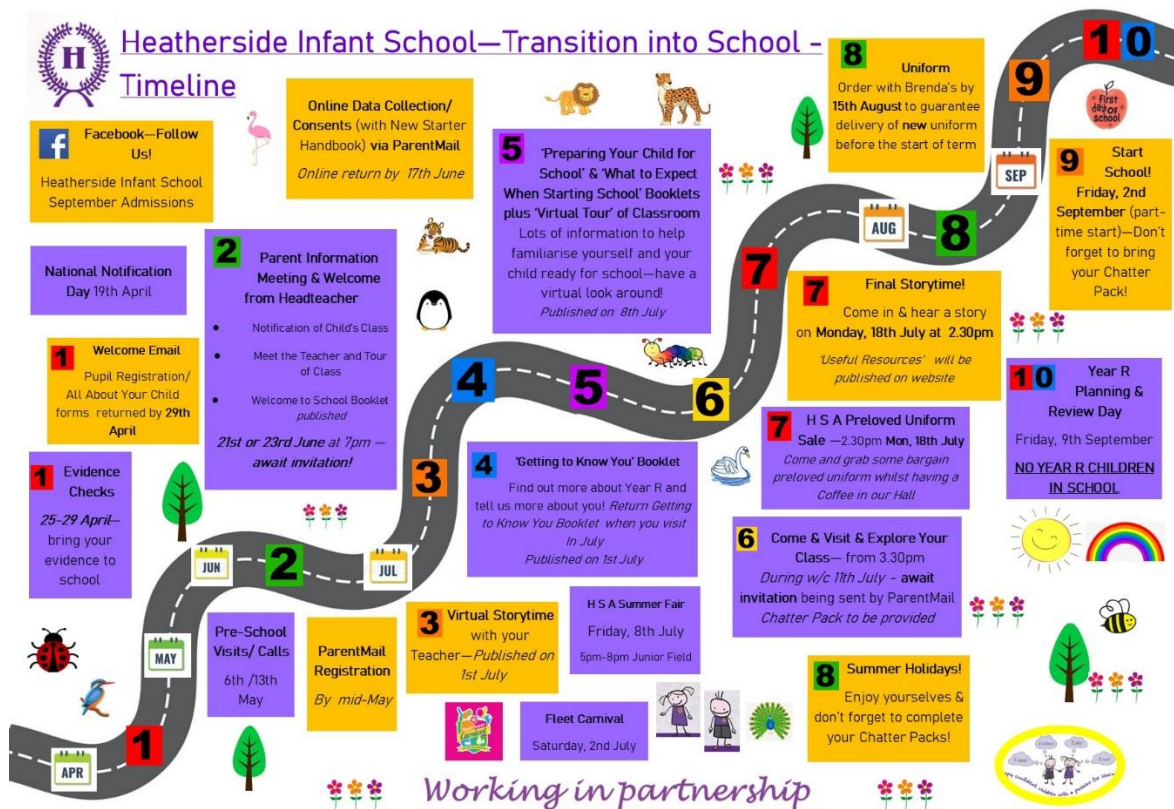 H
Heatherside Infant School—Transition into School -
Timeline
Facebook—Follow
Us!
Heatherside Infant School
September Admissions
Online Data Collection/
Consents (with New Starter
Handbook) via ParentMail
Online return by 17th June
National Notification
Day 19th April
1
Welcome Email
Pupil Registration/
All About Your Child
forms returned by 29th
April
1
Evidence
Checks
25-29 April—
bring your
evidence to
school
2
Parent Information
Meeting & Welcome
from Headteacher
• Notification of Child's Class
• Meet the Teacher and Tour
of Class
• Welcome to School Booklet
published
21st or 23rd June at 7pm —
await invitation!
5
'Preparing Your Child for
School' & 'What to Expect
When Starting School' Booklets
plus 'Virtual Tour' of Classroom
Lots of information to help
familiarise yourself and your
child ready for school—have a
virtual look around!
Published on 8th July
8
Uniform
Order with Brenda's by
15th August to guarantee
delivery of new uniform
before the start of term
9
Start
School!
Friday, 2nd
September (part-
time start)—Don't
forget to bring
your Chatter
Pack!
first
day of
school
7
Final Storytime!
Come in & hear a story
on Monday, 18th July at 2.30pm
'Useful Resources' will be
published on website
7
H S A Preloved Uniform
Sale —2.30pm Mon, 18th July
Come and grab some bargain
preloved uniform whilst having a
Coffee in our Hall
10
Year R
Planning &
Review Day
Friday, 9th September
NO YEAR R CHILDREN
IN SCHOOL
4
'Getting to Know You' Booklet
Find out more about Year R and
tell us more about you! Return Getting
to Know You Booklet when you visit
In July
Published on 1st July
6
Come & Visit & Explore Your
Class— from 3.30pm
During w/c 11th July - await
invitation being sent by ParentMail
Chatter Pack to be provided
Pre-School
Visits/ Calls
6th /13th
May
ParentMail
Registration
By mid-May
3
Virtual Storytime
with your
Teacher—Published on
1st July
H S A Summer Fair
Friday, 8th July
5pm-8pm Junior Field
Fleet Carnival
Saturday, 2nd July
8
Summer Holidays!
Enjoy yourselves &
don't forget to complete
your Chatter Packs!
APR
1
MAY
JUN
2
JUL
3
4
5
6
7
AUG
8
SEP
9
10
Working in partnership